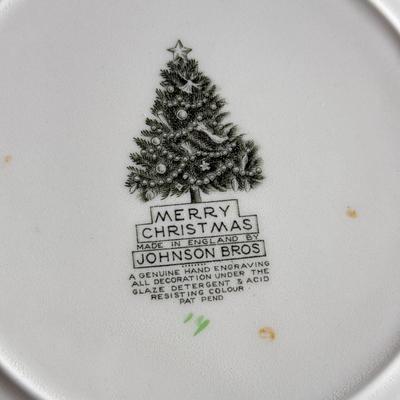 MERRY
CHRISTMAS
MADE IN ENGLAND BY
JOHNSON BROS
A GENUINE HAND ENGRAVING
ALL DECORATION UNDER THE
GLAZE DETERGENT & ACID
RESISTING COLOUR
PAT PEND